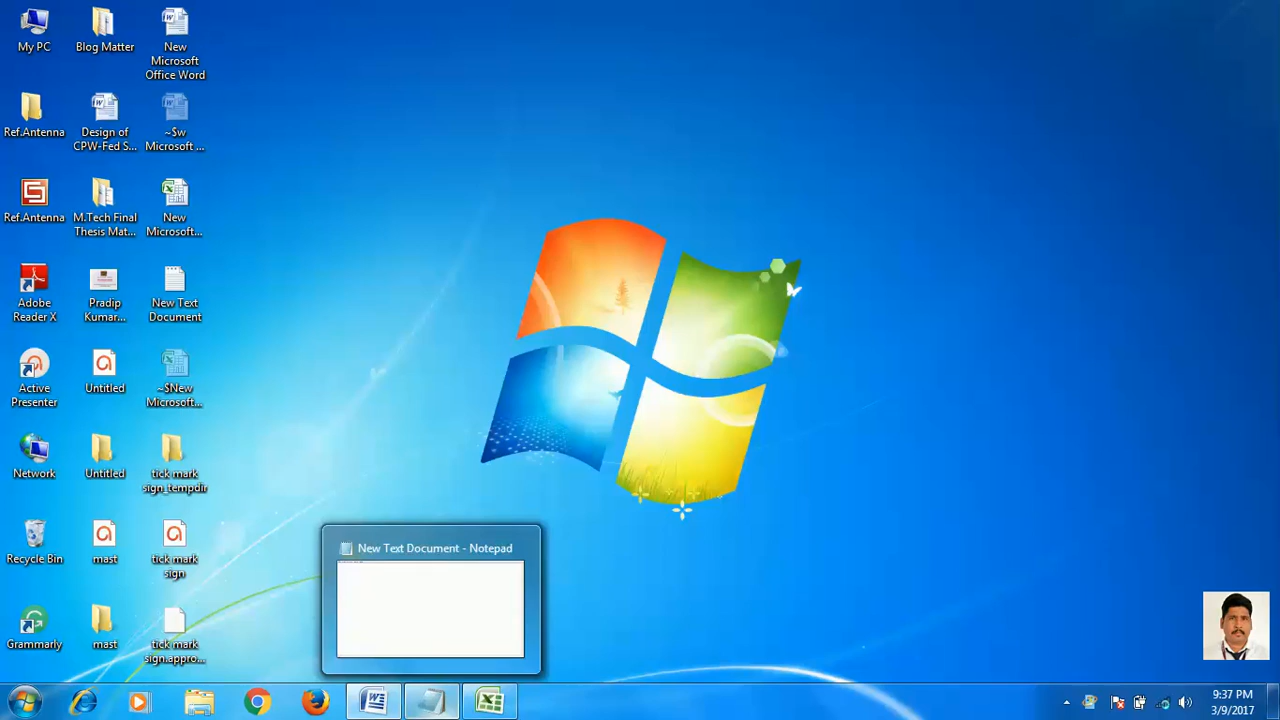 My PC
Blog Matter
New
Microsoft
Office Word
Ref.Antenna
Design of
CPW-Fed S...
~$w
Microsoft ...
Ref.Antenna
M.Tech Final
Thesis Mat...
New
Microsoft...
Adobe
Reader X
Pradip
Kumar...
New Text
Document
Active
Presenter
Untitled
~$New
Microsoft...
Network
Untitled
tick mark
sign_tempdir
Recycle Bin
mast
tick mark
sign
Grammarly
mast
tick mark
sign.appro...
New Text Document - Notepad
9:37 PM
3/9/2017